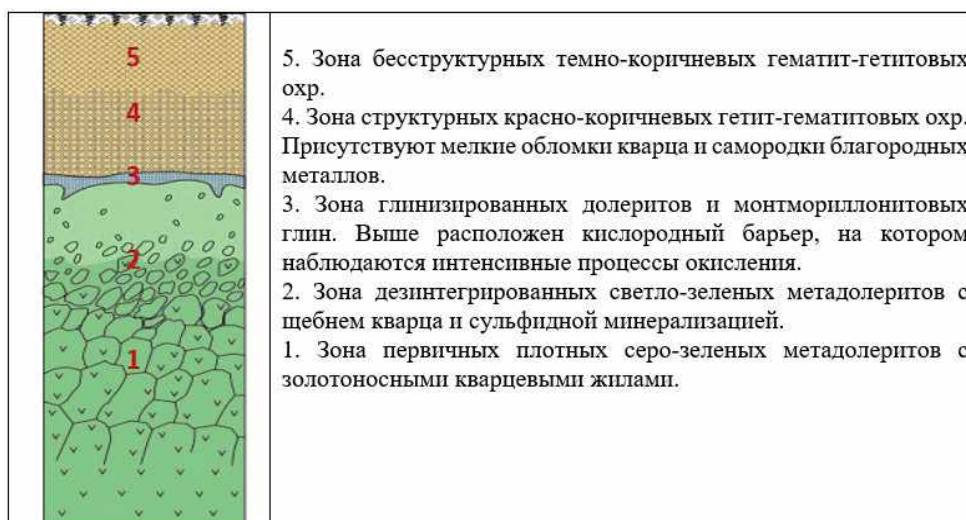 5
4
3
2
1
5. Зона бесструктурных темно-коричневых гематит-гетитовых
охр.
4. Зона структурных красно-коричневых гетит-гематитовых охр.
Присутствуют мелкие обломки кварца и самородки благородных
металлов.
3. Зона глинизированных долеритов и монтмориллонитовых
глин. Выше расположен кислородный барьер, на котором
наблюдаются интенсивные процессы окисления.
2. Зона дезинтегрированных светло-зеленых метадолеритов с
щебнем кварца и сульфидной минерализацией.
1. Зона первичных плотных серо-зеленых метадолеритов с
золотоносными кварцевыми жилами.